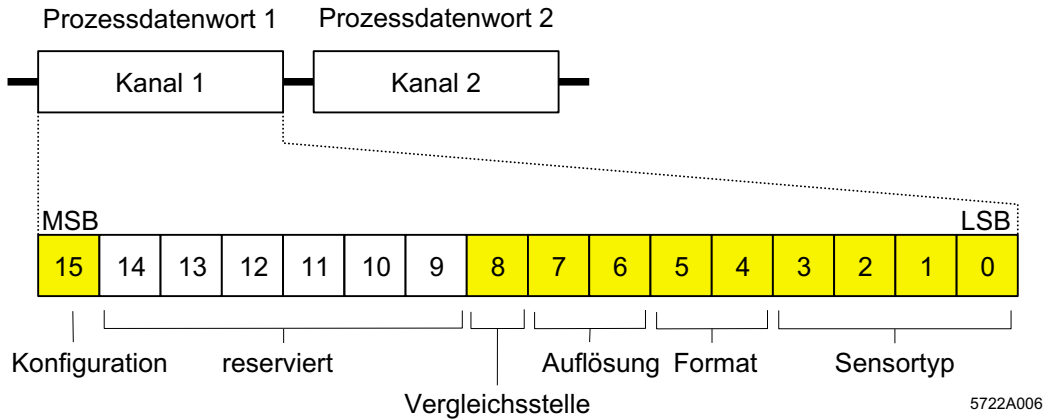 Prozessdatenwort 1 Prozessdatenwort 2
Kanal 1 Kanal 2
MSB LSB
15 14 13 12 11 10 9 8 7 6 5 4 3 2 1 0
Konfiguration reserviert Auflösung Format Sensortyp
Vergleichsstelle 5722A006